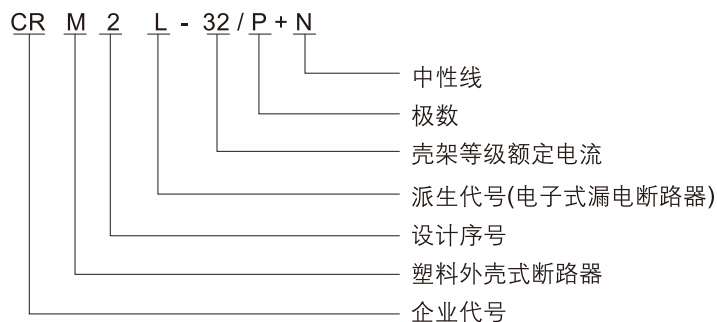 CR M 2 L - 32 / P + N
中性线
极数
壳架等级额定电流
派生代号(电子式漏电断路器)
设计序号
塑料外壳式断路器
企业代号